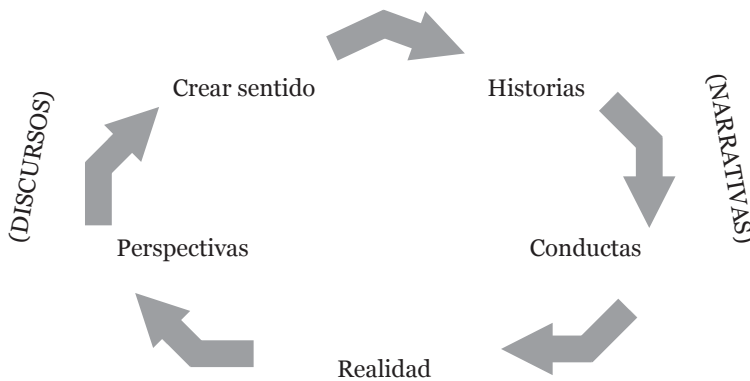 Crear sentido
Historias
(DISCURSOS)
(NARRATIVAS)
Perspectivas
Conductas
Realidad